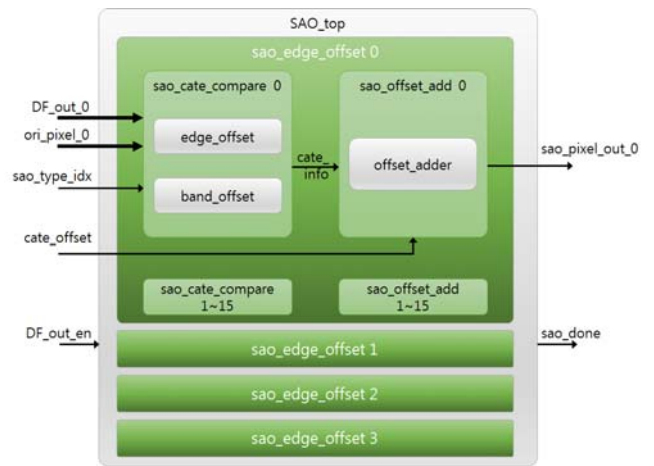 SAO_top
sao_edge_offset 0
sao_cate_compare 0
sao_offset_add 0
DF_out_0
edge_offset
ori_pixel_0
cate_
info
offset_adder
sao_pixel_out_0
sao_type_idx
band_offset
cate_offset
sao_cate_compare
1~15
sao_offset_add
1~15
DF_out_en
sao_edge_offset 1
sao_done
sao_edge_offset 2
sao_edge_offset 3